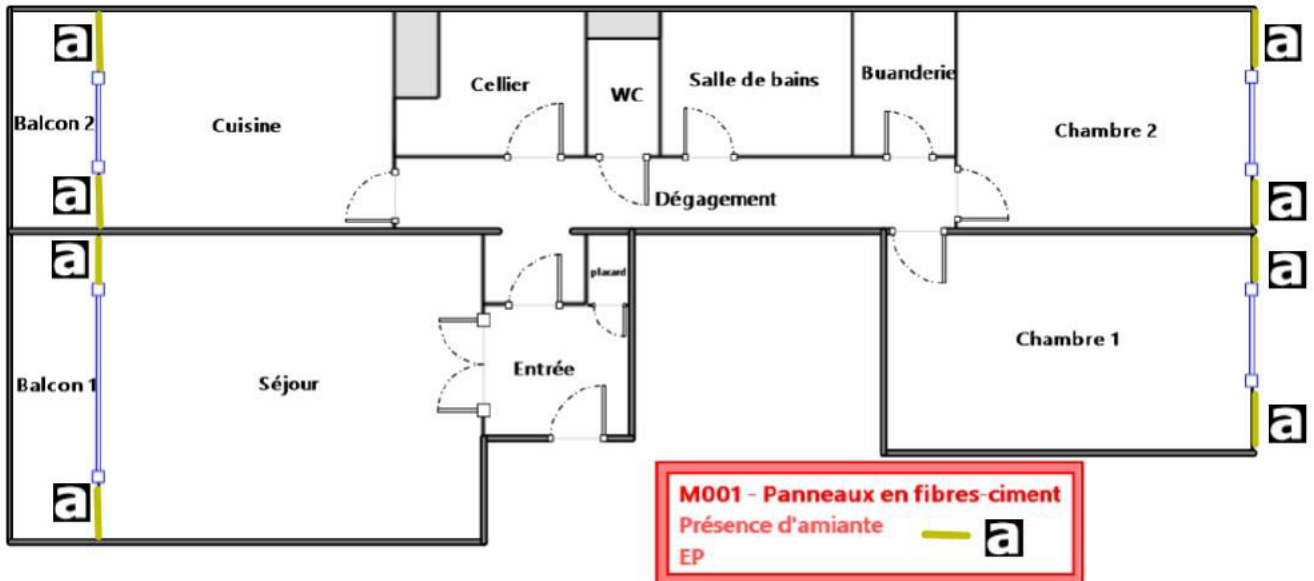 a
a
Balcon 2
Cuisine
Cellier
WC
Salle de bains
Buanderie
Chambre 2
a
a
Dégagement
a
a
placard
a
a
Balcon 1
Séjour
Entrée
Chambre 1
a
a
M001 - Panneaux en fibres-ciment
Présence d'amiante
a
EP